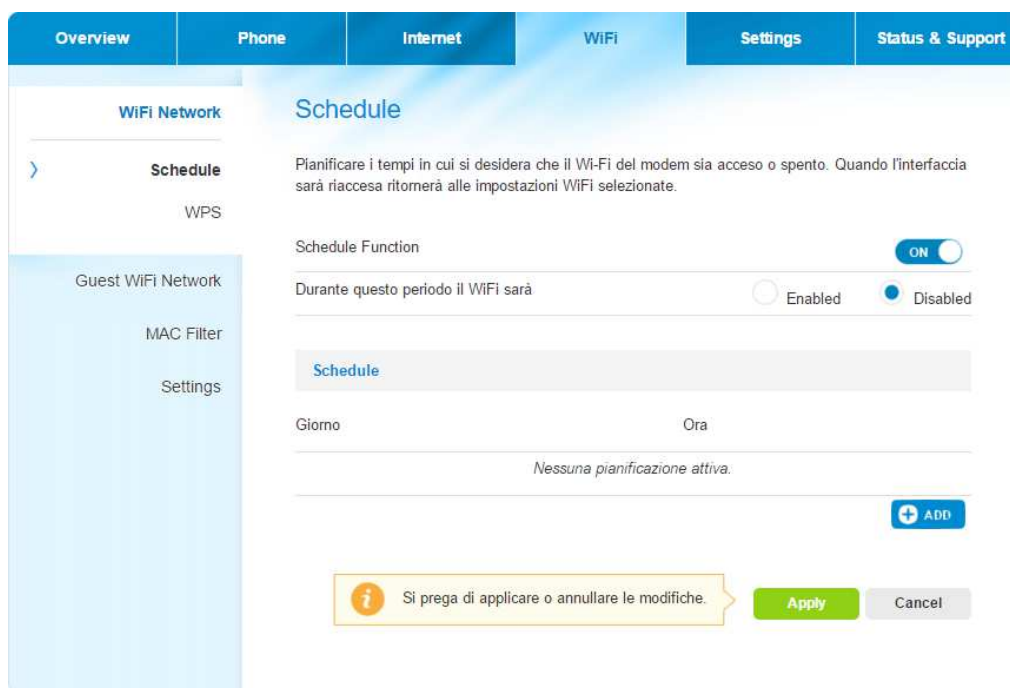 Overview Phone Internet WiFi Settings Status & Support
WiFi Network
Schedule
WPS
Guest WiFi Network
MAC Filter
Settings
Schedule
Pianificare i tempi in cui si desidera che il Wi-Fi del modem sia acceso o spento. Quando l'interfaccia
sarà riaccesa ritornerà alle impostazioni WiFi selezionate.
Schedule Function ON
Durante questo periodo il WiFi sarà Enabled Disabled
Schedule
Giorno Ora
Nessuna pianificazione attiva.
ADD
Si prega di applicare o annullare le modifiche. Apply Cancel